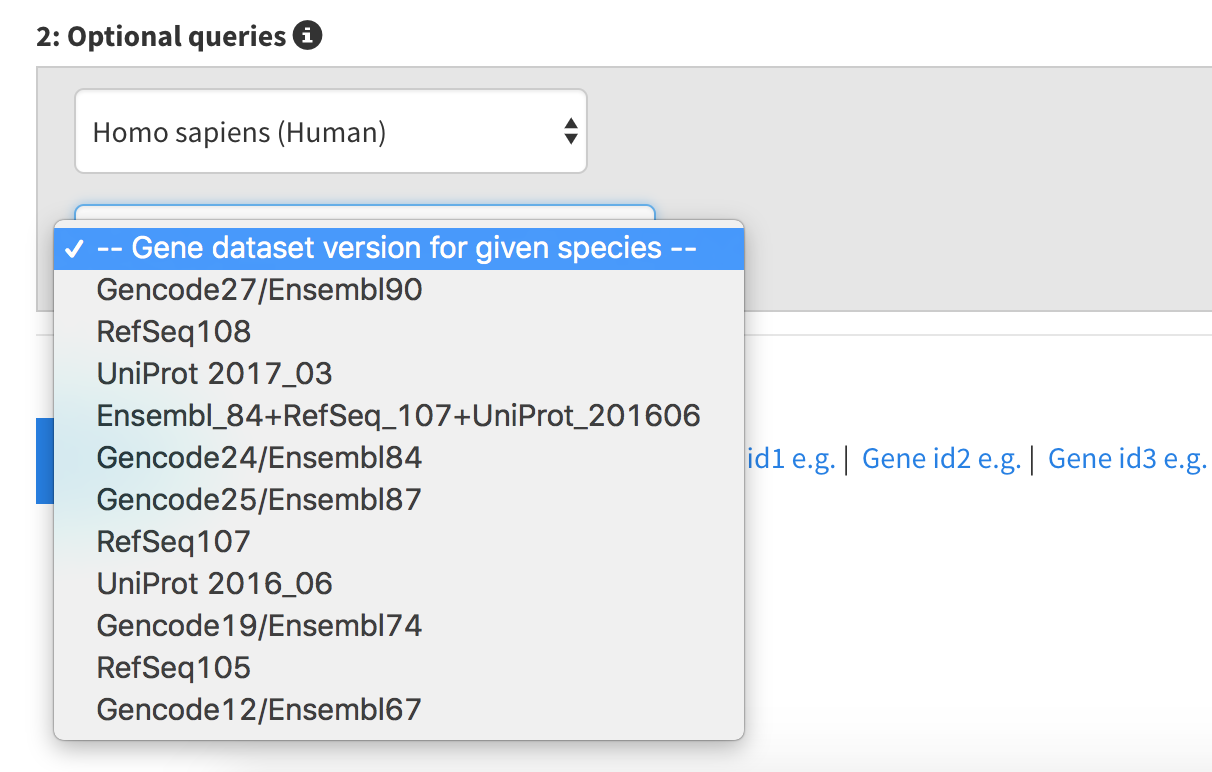 2: Optional queries
Homo sapiens (Human)
-- Gene dataset version for given species --
Gencode27/Ensembl90
RefSeq108
UniProt 2017_03
Ensembl_84+RefSeq_107+UniProt_201606
Gencode24/Ensembl84
id1 e.g. | Gene id2 e.g. | Gene id3 e.g.
Gencode25/Ensembl87
RefSeq107
UniProt 2016_06
Gencode19/Ensembl74
RefSeq105
Gencode12/Ensembl67